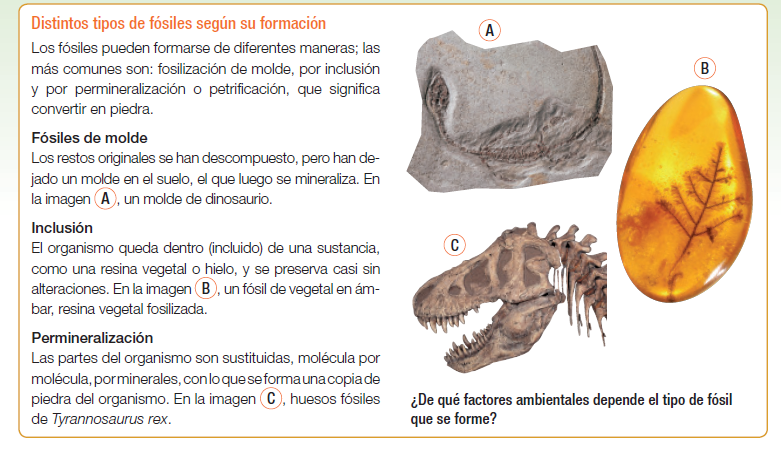 Distintos tipos de fósiles según su formación
Los fósiles pueden formarse de diferentes maneras; las
más comunes son: fosilización de molde, por inclusión
y por permineralización o petrificación, que significa
convertir en piedra.
Fósiles de molde
Los restos originales se han descompuesto, pero han de-
jado un molde en el suelo, el que luego se mineraliza. En
la imagen A, un molde de dinosaurio.
Inclusión
El organismo queda dentro (incluido) de una sustancia,
como una resina vegetal o hielo, y se preserva casi sin
alteraciones. En la imagen B, un fósil de vegetal en ám-
bar, resina vegetal fosilizada.
Permineralización
Las partes del organismo son sustituidas, molécula por
molécula, por minerales, con lo que se forma una copia de
piedra del organismo. En la imagen C, huesos fósiles
de Tyrannosaurus rex.
A
B
C
¿De qué factores ambientales depende el tipo de fósil
que se forme?